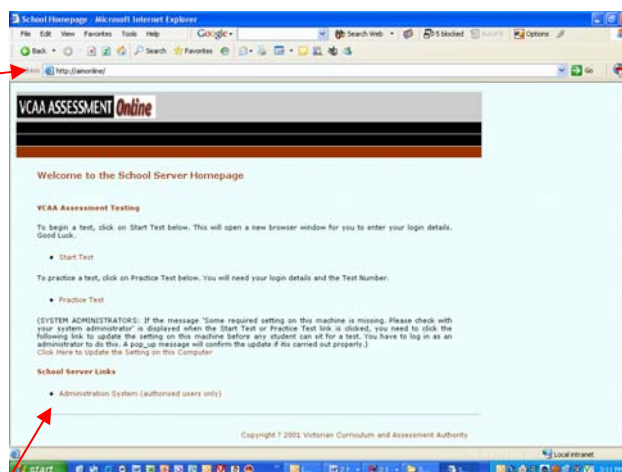 School Homepage - Microsoft Internet Explorer
File Edit View Favorites Tools Help Google Search Web 5 blocked Options
Back Search Favorites
http://aimonline/ Go
VCAA ASSESSMENT Online
Welcome to the School Server Homepage
VCAA Assessment Testing
To begin a test, click on Start Test below. This will open a new browser window for you to enter your login details.
Good Luck.
Start Test
To practice a test, click on Practice Test below. You will need your login details and the Test Number.
Practice Test
(SYSTEM ADMINISTRATORS: If the message 'Some required setting on this machine is missing. Please check with
your system administrator' is displayed when the Start Test or Practice Test link is clicked, you need to click the
following link to update the setting on this machine before any student can sit for a test. You have to log in as an
administrator to do this. A pop_up message will confirm the update if its carried out properly.)
Click Here to Update the Setting on this Computer
School Server Links
Administration System (authorised users only)
Copyright ? 2001 Victorian Curriculum and Assessment Authority
Local intranet
start